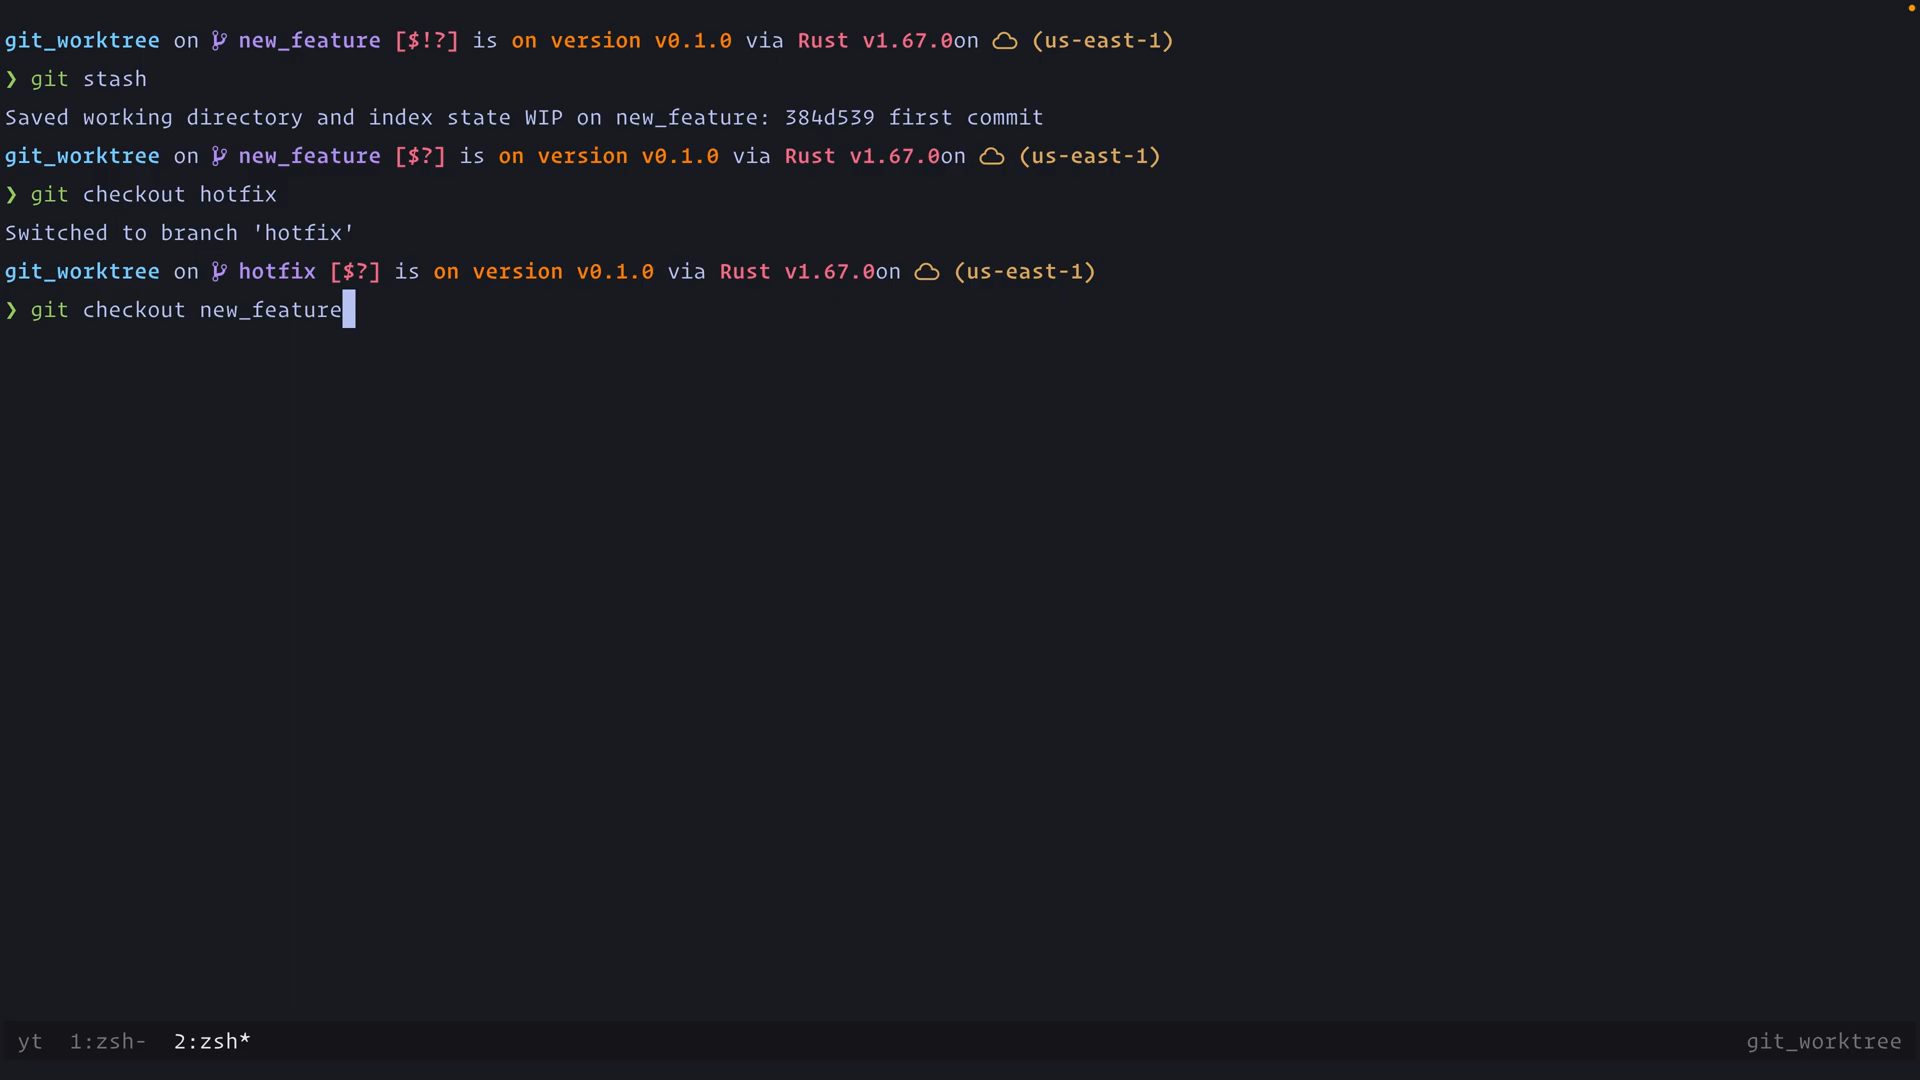 git_worktree on new_feature [$!?] is on version v0.1.0 via Rust v1.67.0on (us-east-1)
❯ git stash
Saved working directory and index state WIP on new_feature: 384d539 first commit
git_worktree on new_feature [$?] is on version v0.1.0 via Rust v1.67.0on (us-east-1)
❯ git checkout hotfix
Switched to branch 'hotfix'
git_worktree on hotfix [$?] is on version v0.1.0 via Rust v1.67.0on (us-east-1)
❯ git checkout new_feature
yt 1:zsh- 2:zsh* git_worktree